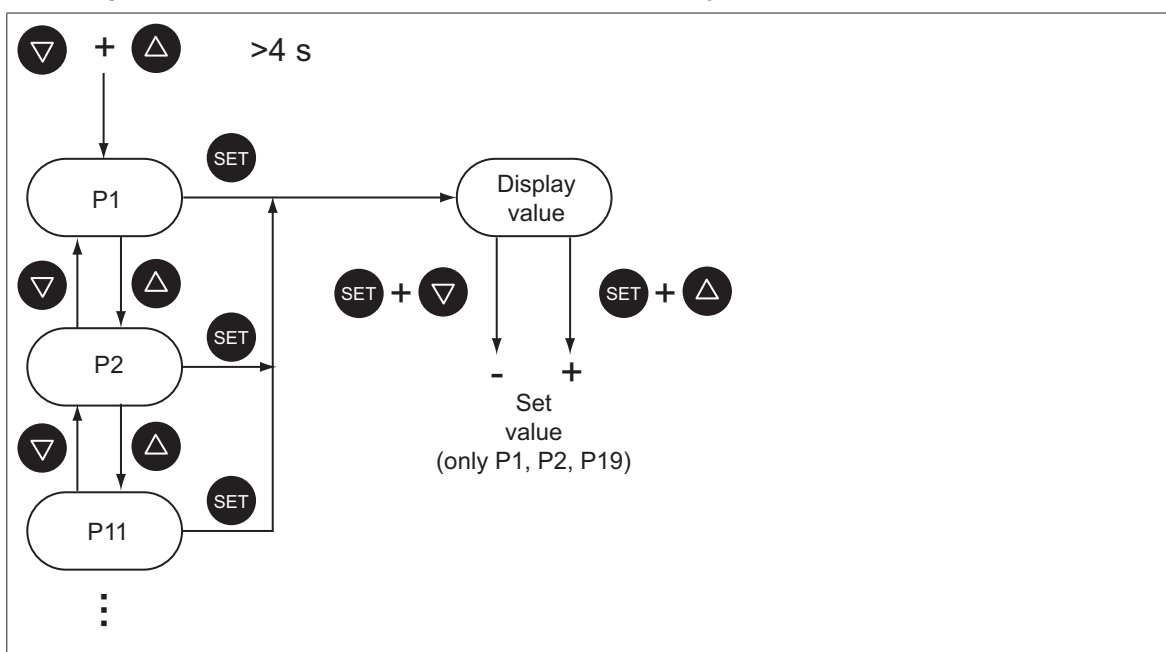 + >4 s
SET
P1
Display
value
SET + SET +
SET
P2
- +
Set
value
(only P1, P2, P19)
SET
P11